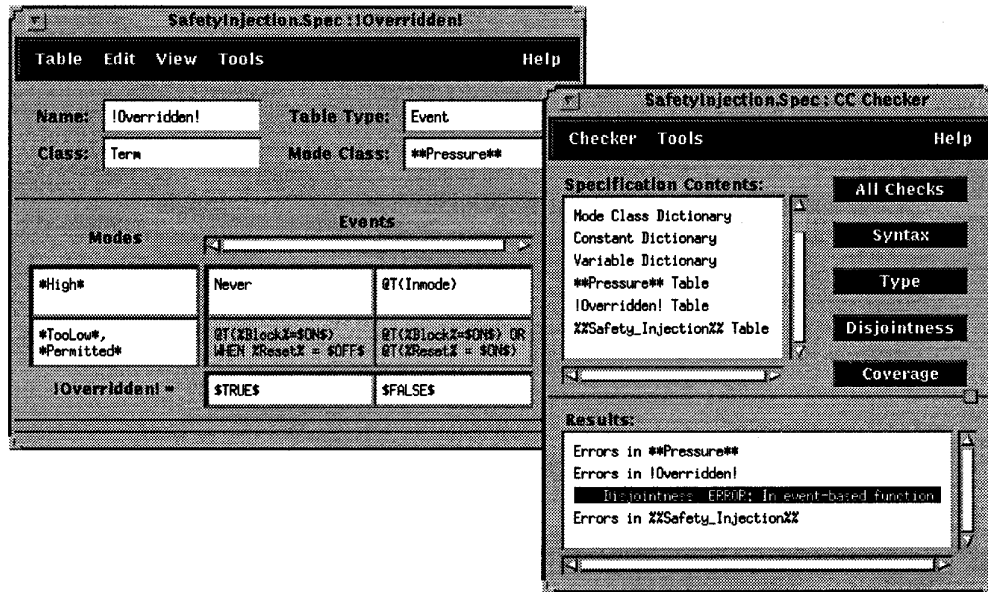 SafetyInjection.Spec : !Overridden!
Table Edit View Tools Help
Name: !Overridden! Table Type: Event
Class: Term Mode Class: **Pressure**
Modes
Events
*High* Never @T(Inmode)
*TooLow*, @T(%Block%=$ON$) @T(%Block%=$ON$) OR
*Permitted* WHEN %Reset% = $OFF$ @T(%Reset% = $ON$)
!Overridden! = $TRUE$ $FALSE$
SafetyInjection.Spec : CC Checker
Checker Tools Help
Specification Contents:
Mode Class Dictionary
Constant Dictionary
Variable Dictionary
**Pressure** Table
!Overridden! Table
%%Safety_Injection%% Table
All Checks
Syntax
Type
Disjointness
Coverage
Results:
Errors in **Pressure**
Errors in !Overridden!
Disjointness ERROR: In event-based function
Errors in %%Safety_Injection%%